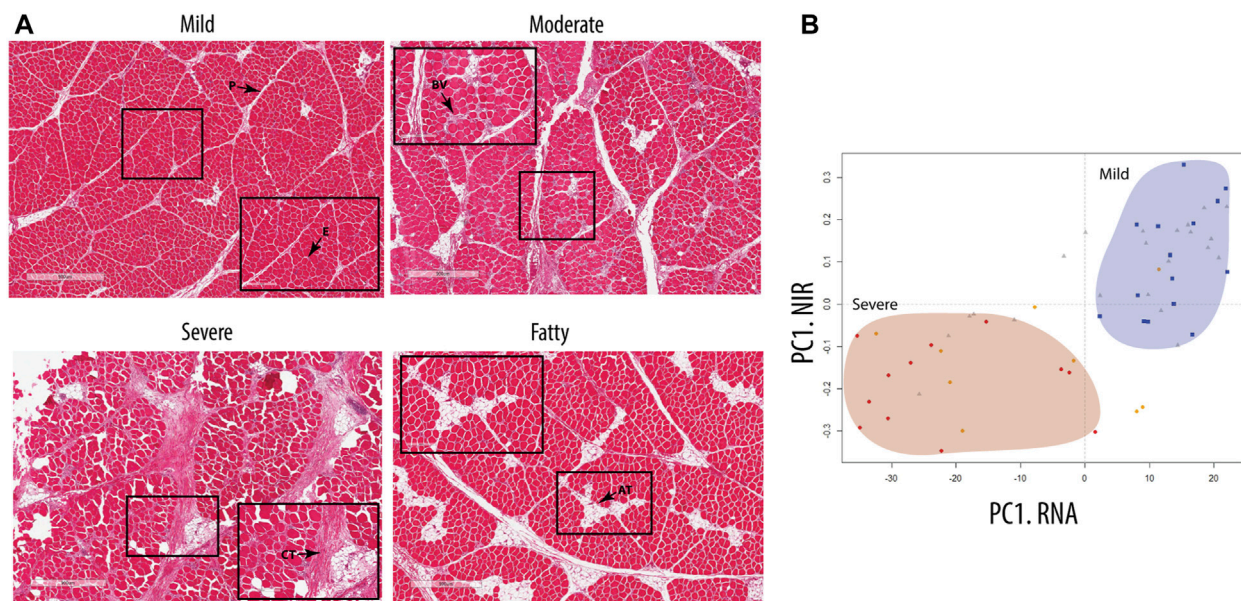 A
Mild
Moderate
P
E
BV
Severe
Fatty
CT
AT
B
Mild
Severe
PC1. NIR
0.3
0.2
0.1
0.0
-0.1
-0.2
-0.3
-30
-20
-10
0
10
20
PC1. RNA